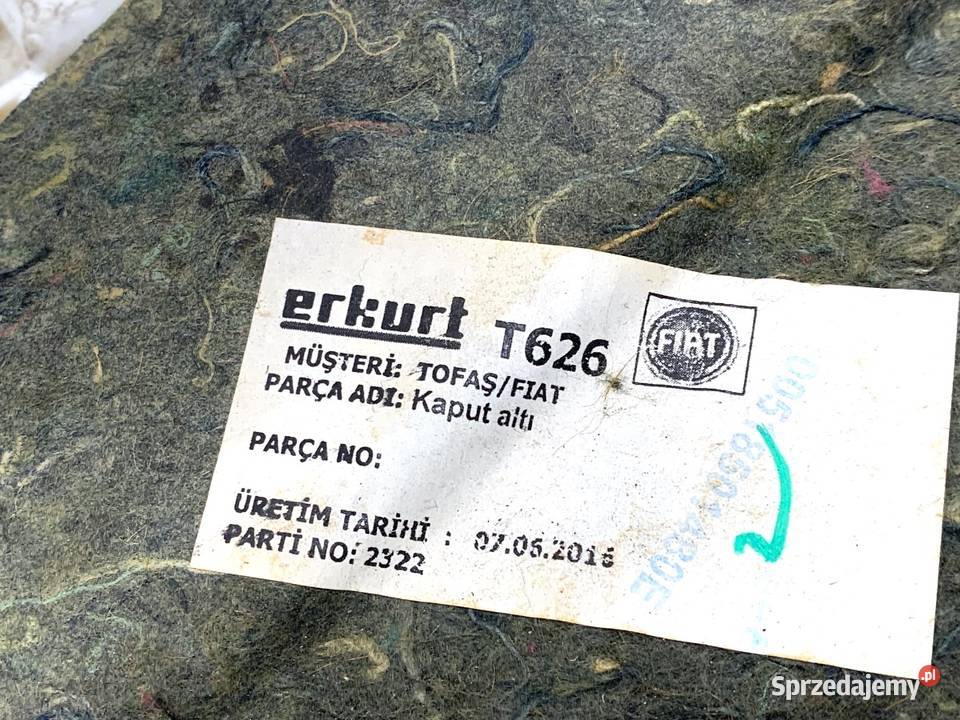 erkurt T626
FIAT
MÜŞTERİ: TOFAŞ/FIAT
PARÇA ADI: Kaput altı
PARÇA NO:
ÜRETİM TARİHİ : 07.06.2016
PARTİ NO: 2322
Sprzedajemy.pl